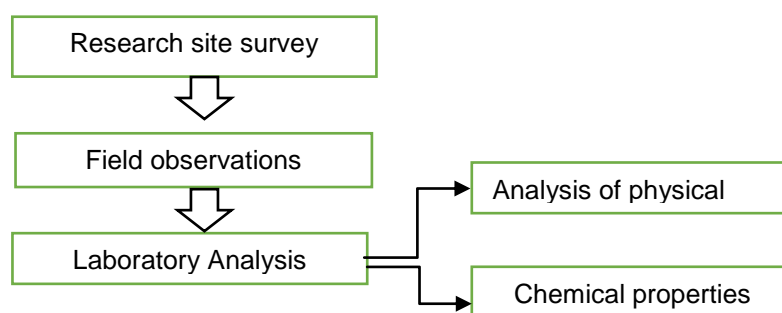 Research site survey
Field observations
Analysis of physical
Laboratory Analysis
Chemical properties